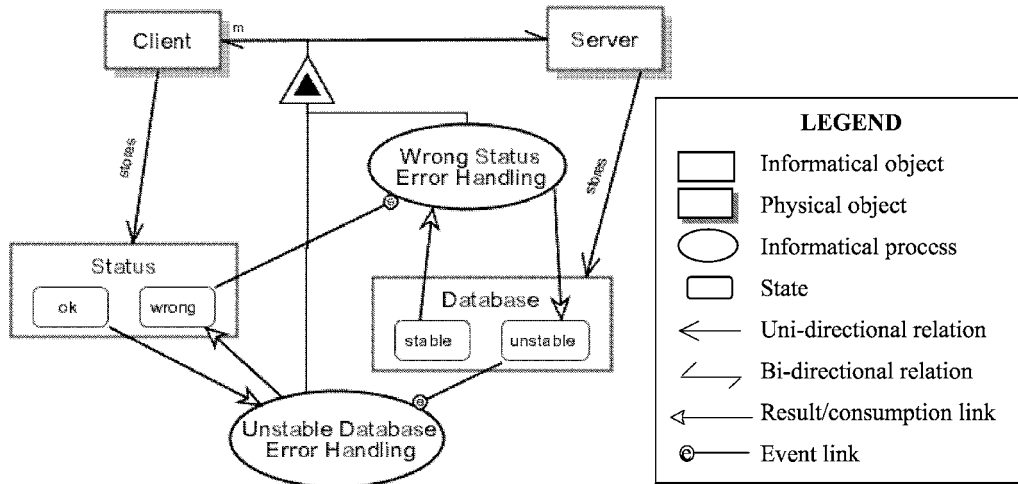 Client
m
Server
stores
stores
Wrong Status
Error Handling
e
Status
ok
wrong
Database
stable
unstable
e
Unstable Database
Error Handling
LEGEND
Informatical object
Physical object
Informatical process
State
Uni-directional relation
Bi-directional relation
Result/consumption link
e
Event link